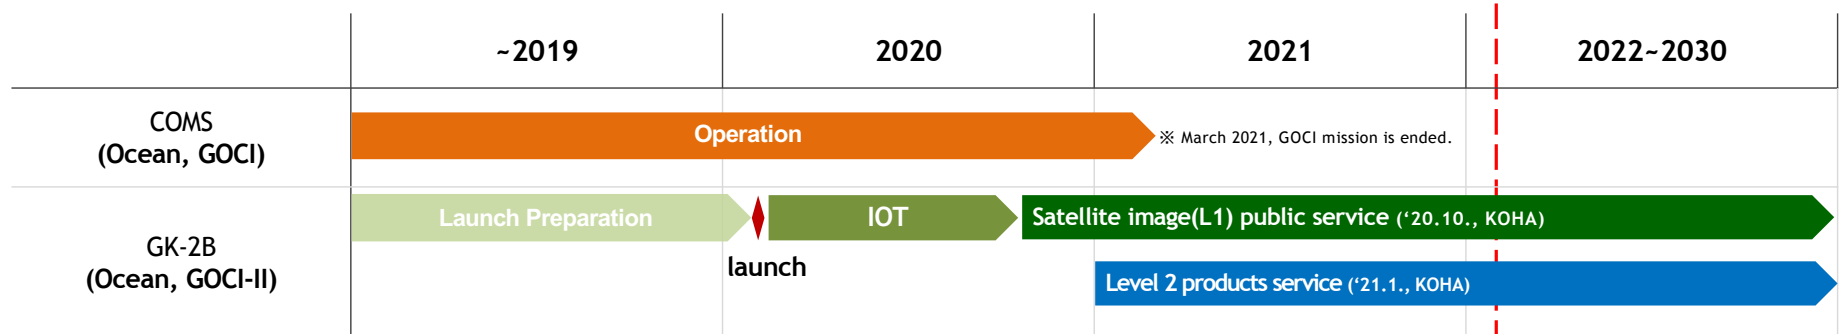 ~2019 2020 2021 2022~2030
COMS
(Ocean, GOCI)
Operation
※ March 2021, GOCI mission is ended.
GK-2B
(Ocean, GOCI-II)
Launch Preparation
launch
IOT
Satellite image(L1) public service (‘20.10., KOHA)
Level 2 products service (‘21.1., KOHA)